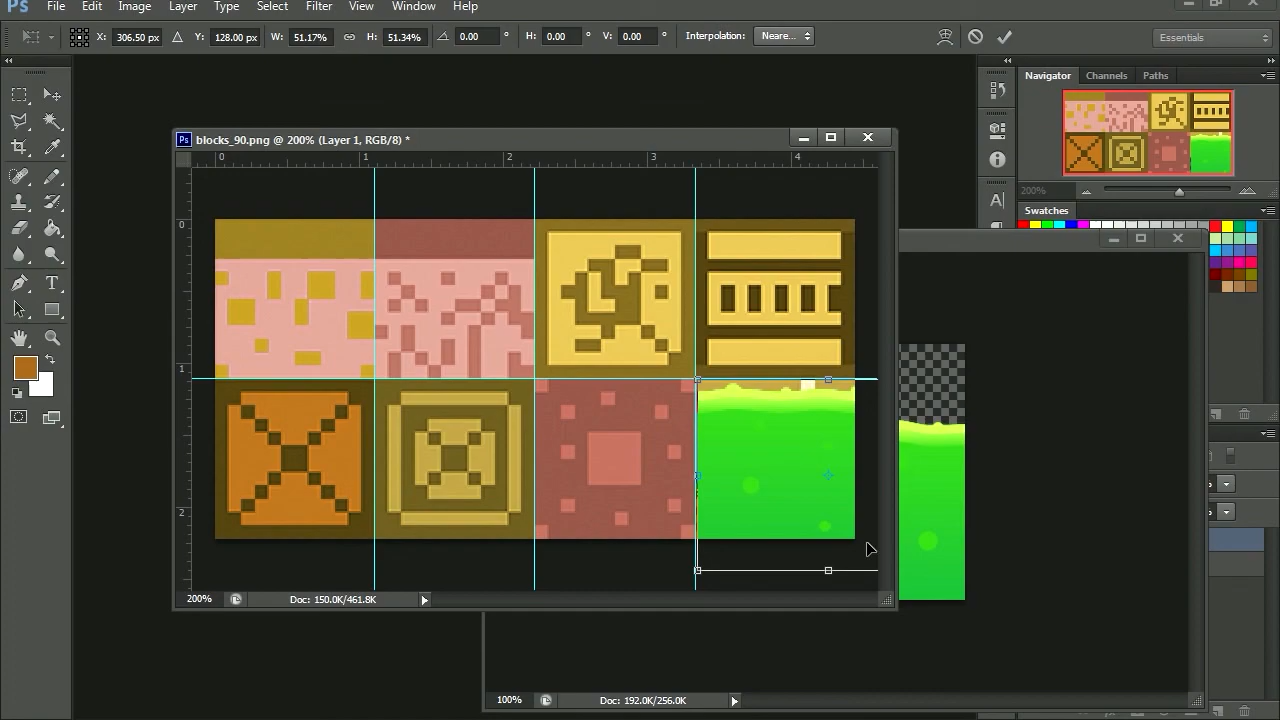 Ps File Edit Image Layer Type Select Filter View Window Help
X: 306.50 px Y: 128.00 px W: 51.17% H: 51.34% 0.00 ° H: 0.00 ° V: 0.00 ° Interpolation: Neare... Essentials
Navigator Channels Paths
Ps blocks_90.png @ 200% (Layer 1, RGB/8) *
0 1 2 3 4
200%
Swatches
0
1
2
200% Doc: 150.0K/461.8K
100% Doc: 192.0K/256.0K